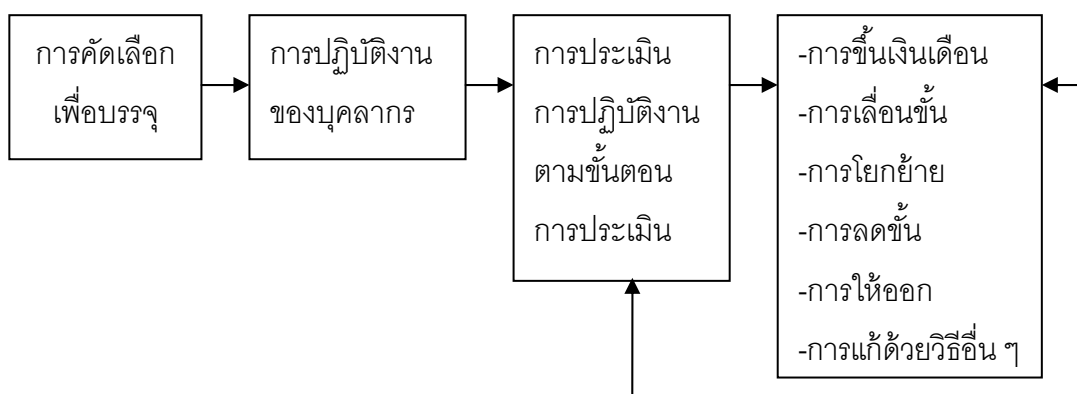 การคัดเลือก
เพื่อบรรจุ
การปฏิบัติงาน
ของบุคลากร
การประเมิน
การปฏิบัติงาน
ตามขั้นตอน
การประเมิน
-การขึ้นเงินเดือน
-การเลื่อนขั้น
-การโยกย้าย
-การลดขั้น
-การให้ออก
-การแก้ด้วยวิธีอื่น ๆ